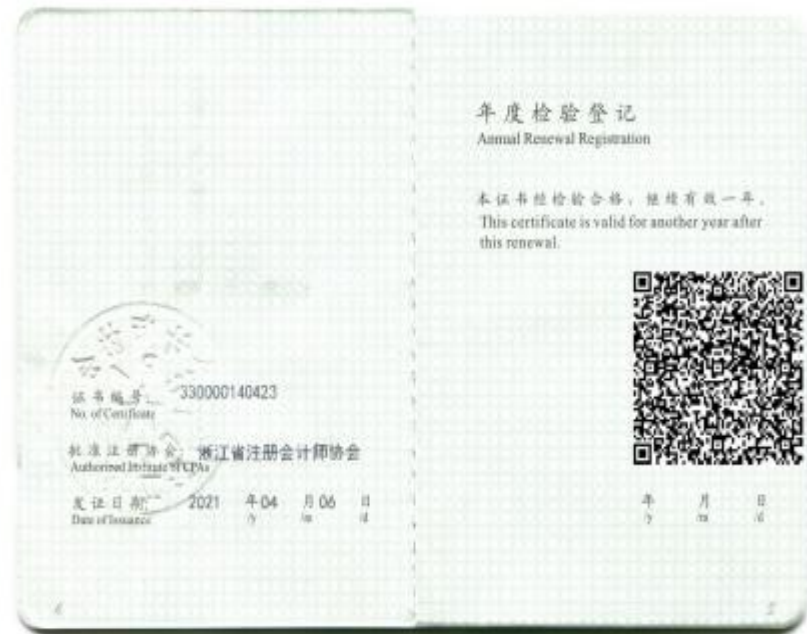 证书编号:
No. of Certificate
330000140423
批准注册协会:
Authorized Institute of CPAs
浙江省注册会计师协会
发证日期:
Date of Issuance
2021 年 04 月 06 日
/y /m /d
4
年度检验登记
Annual Renewal Registration
本证书经检验合格，继续有效一年。
This certificate is valid for another year after
this renewal.
年 月 日
/y /m /d
5